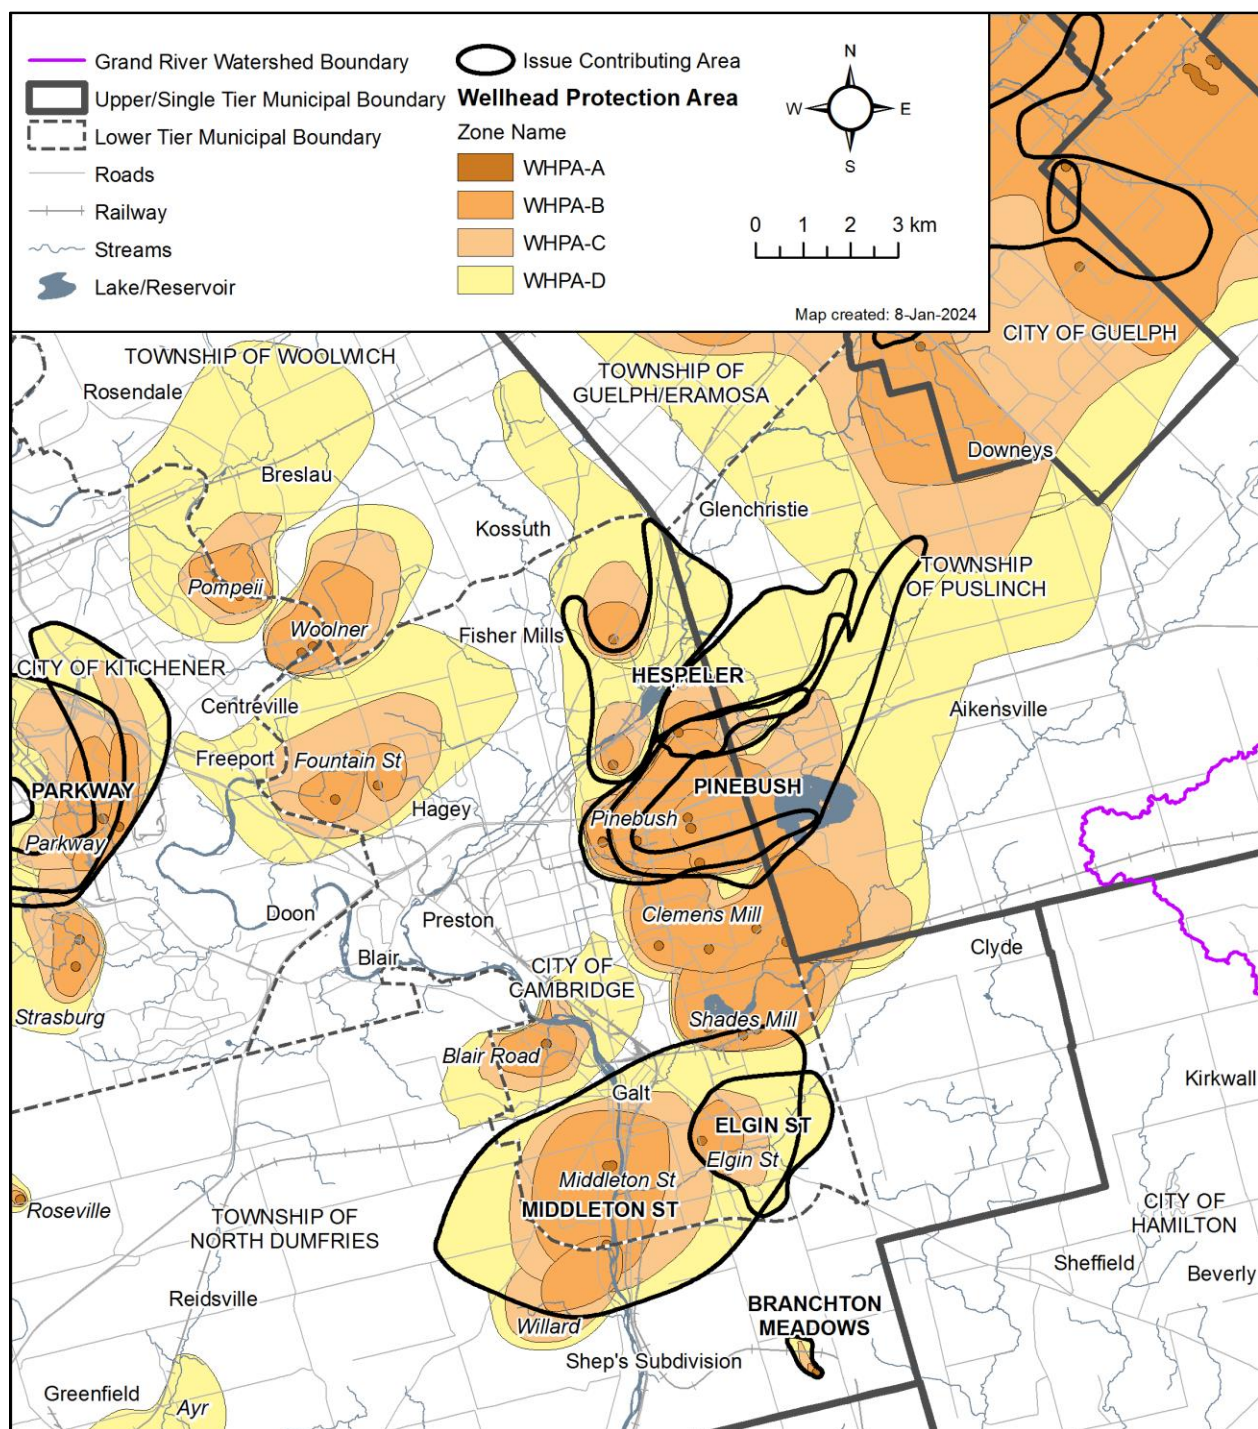 Grand River Watershed Boundary
Upper/Single Tier Municipal Boundary
Lower Tier Municipal Boundary
Roads
Railway
Streams
Lake/Reservoir
Issue Contributing Area
Wellhead Protection Area
Zone Name
WHPA-A
WHPA-B
WHPA-C
WHPA-D
N
W E
S
0 1 2 3 km
Map created: 8-Jan-2024
CITY OF GUELPH
TOWNSHIP OF WOOLWICH
Rosendale
TOWNSHIP OF
GUELPH/ERAMOSA
Downeys
Breslau
Kossuth
Glenchristie
Pompeii
TOWNSHIP
OF PUSLINCH
Woolner
Fisher Mills
CITY OF KITCHENER
HESPELER
Centreville
Aikensville
Freeport
Fountain St
PARKWAY
PINEBUSH
Hagey
Pinebush
Parkway
Doon
Preston
Clemens Mill
Blair
Clyde
CITY OF
CAMBRIDGE
Strasburg
Shades Mill
Blair Road
Kirkwall
Galt
ELGIN ST
Elgin St
Middleton St
MIDDLETON ST
Roseville
TOWNSHIP OF
NORTH DUMFRIES
CITY OF
HAMILTON
Sheffield
Beverly
Reidsville
BRANCHTON
MEADOWS
Willard
Shep's Subdivision
Greenfield
Ayr